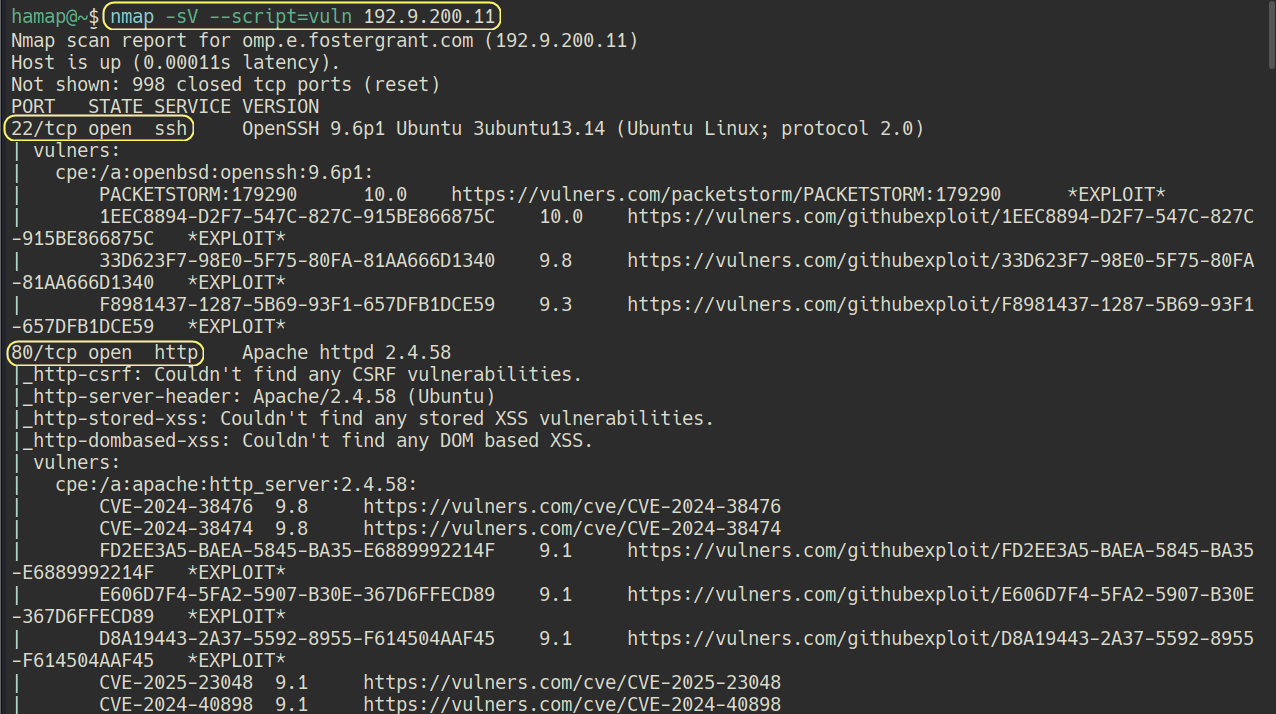 hamap@~$ nmap -sV --script=vuln 192.9.200.11
Nmap scan report for omp.e.fostergrant.com (192.9.200.11)
Host is up (0.00011s latency).
Not shown: 998 closed tcp ports (reset)
PORT   STATE SERVICE VERSION
22/tcp open  ssh     OpenSSH 9.6p1 Ubuntu 3ubuntu13.14 (Ubuntu Linux; protocol 2.0)
| vulners:
|   cpe:/a:openbsd:openssh:9.6p1:
|       PACKETSTORM:179290      10.0    https://vulners.com/packetstorm/PACKETSTORM:179290      *EXPLOIT*
|       1EEC8894-D2F7-547C-827C-915BE866875C    10.0    https://vulners.com/githubexploit/1EEC8894-D2F7-547C-827C
-915BE866875C   *EXPLOIT*
|       33D623F7-98E0-5F75-80FA-81AA666D1340    9.8     https://vulners.com/githubexploit/33D623F7-98E0-5F75-80FA
-81AA666D1340   *EXPLOIT*
|       F8981437-1287-5B69-93F1-657DFB1DCE59    9.3     https://vulners.com/githubexploit/F8981437-1287-5B69-93F1
-657DFB1DCE59   *EXPLOIT*
80/tcp open  http    Apache httpd 2.4.58
|_http-csrf: Couldn't find any CSRF vulnerabilities.
|_http-server-header: Apache/2.4.58 (Ubuntu)
|_http-stored-xss: Couldn't find any stored XSS vulnerabilities.
|_http-dombased-xss: Couldn't find any DOM based XSS.
| vulners:
|   cpe:/a:apache:http_server:2.4.58:
|       CVE-2024-38476  9.8     https://vulners.com/cve/CVE-2024-38476
|       CVE-2024-38474  9.8     https://vulners.com/cve/CVE-2024-38474
|       FD2EE3A5-BAEA-5845-BA35-E6889992214F    9.1     https://vulners.com/githubexploit/FD2EE3A5-BAEA-5845-BA35
-E6889992214F   *EXPLOIT*
|       E606D7F4-5FA2-5907-B30E-367D6FFECD89    9.1     https://vulners.com/githubexploit/E606D7F4-5FA2-5907-B30E
-367D6FFECD89   *EXPLOIT*
|       D8A19443-2A37-5592-8955-F614504AAF45    9.1     https://vulners.com/githubexploit/D8A19443-2A37-5592-8955
-F614504AAF45   *EXPLOIT*
|       CVE-2025-23048  9.1     https://vulners.com/cve/CVE-2025-23048
|       CVE-2024-40898  9.1     https://vulners.com/cve/CVE-2024-40898